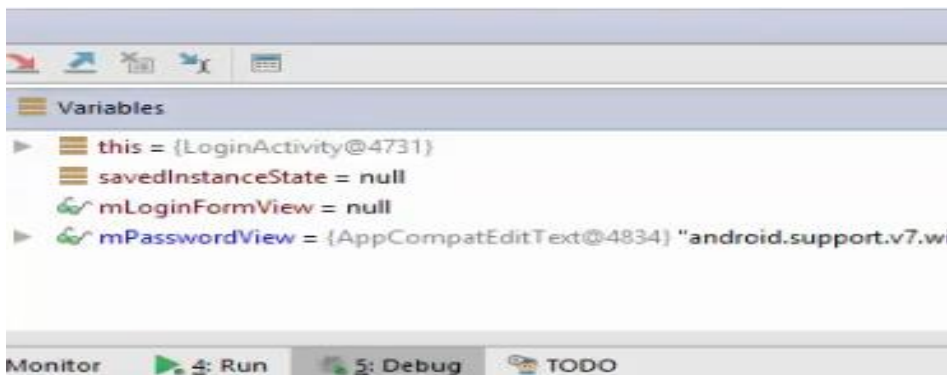 Variables
this = {LoginActivity@4731}
savedInstanceState = null
mLoginFormView = null
mPasswordView = {AppCompatEditText@4834} "android.support.v7.wi
Monitor 4: Run 5: Debug TODO